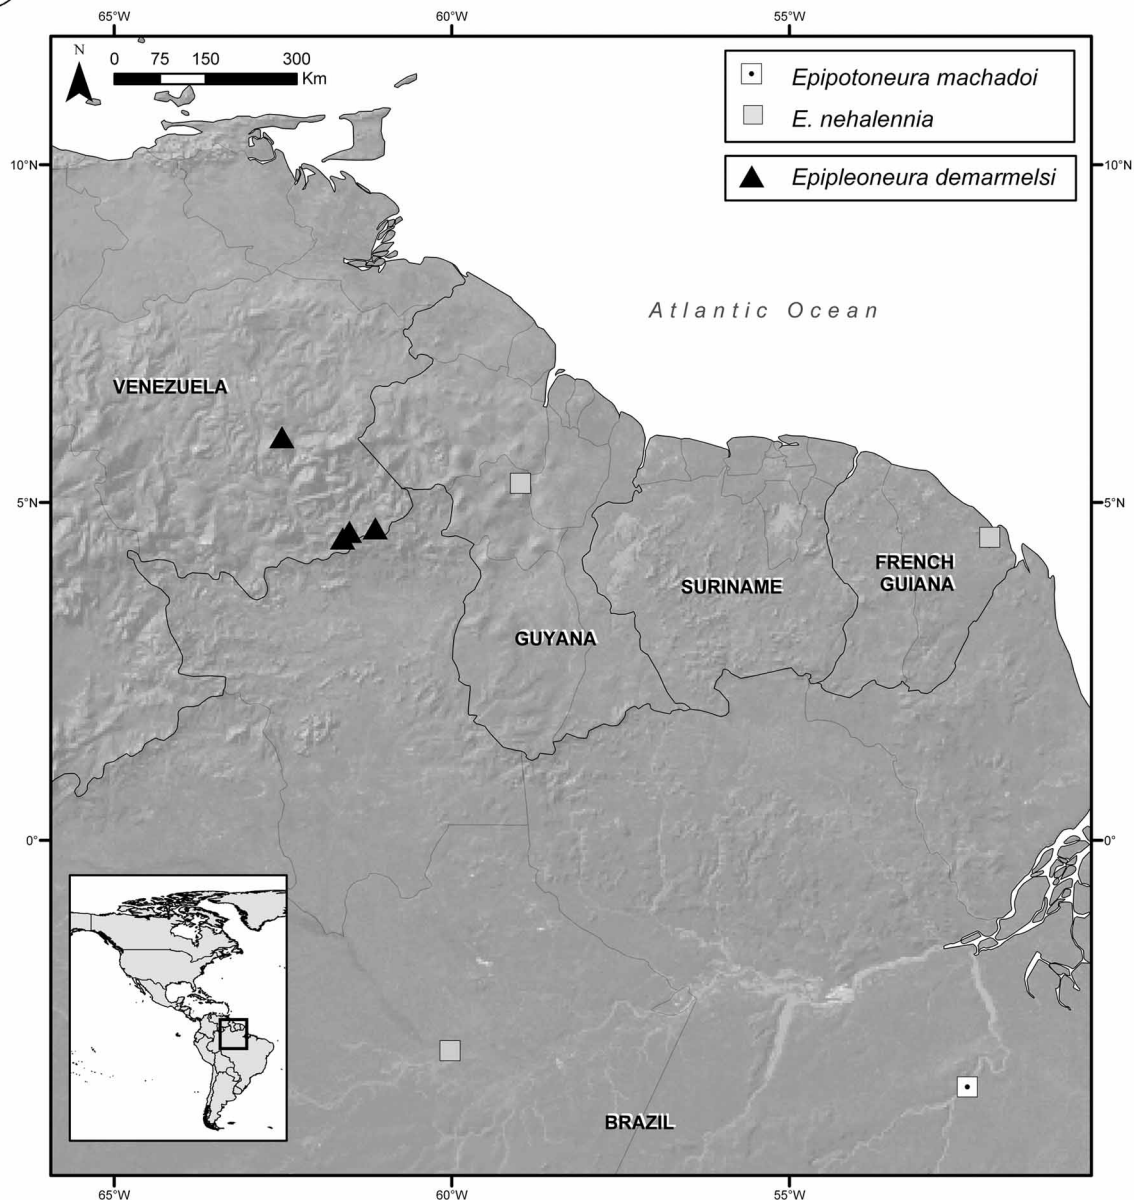 65°W 60°W 55°W
N
0 75 150 300
Km
Epipotoneura machadoi
E. nehalennia
Epipleoneura demarmelsi
10°N 10°N
Atlantic Ocean
VENEZUELA
5°N 5°N
FRENCH
GUIANA
SURINAME
GUYANA
0° 0°
BRAZIL
65°W 60°W 55°W